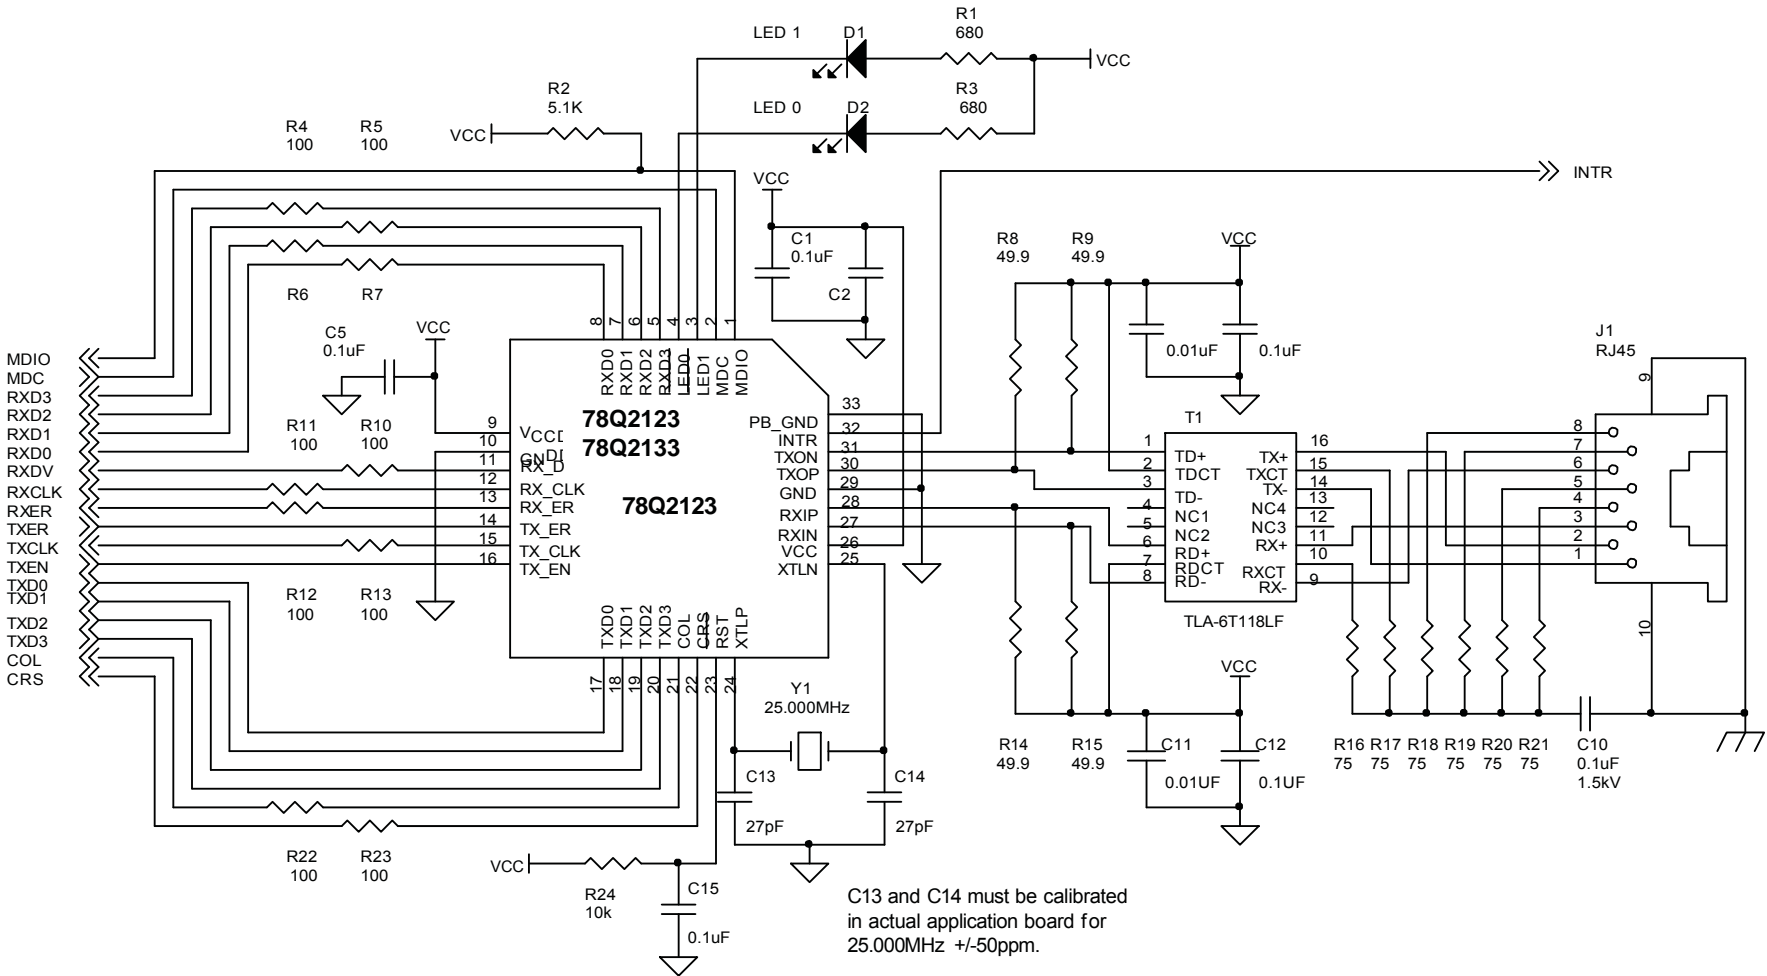 LED 1
D1
R1
680
VCC
R2
5.1K
LED 0
D2
R3
680
R4
100
R5
100
VCC
INTR
VCC
C1
0.1uF
C2
R8
49.9
R9
49.9
VCC
R6
R7
C5
0.1uF
VCC
0.01uF
0.1uF
J1
RJ45
MDIO
MDC
RXD3
RXD2
RXD1
RXD0
RXDV
RXCLK
RXER
TXER
TXCLK
TXEN
TXD0
TXD1
TXD2
TXD3
COL
CRS
R11
100
R10
100
R12
100
R13
100
8
7
6
5
4
3
2
1
RXD0
RXD1
RXD2
RXD3
LED0
LED1
MDC
MDIO
78Q2123
78Q2133
78Q2123
9
10
11
12
13
14
15
16
GND
RX_D
RX_CLK
RX_ER
TX_ER
TX_CLK
TX_EN
PB_GND
INTR
TXON
TXOP
GND
RXIP
RXIN
VCC
XTLN
33
32
31
30
29
28
27
26
25
TXD0
TXD1
TXD2
TXD3
COL
CRS
RST
XTLP
17
18
19
20
21
22
23
24
T1
1
2
3
4
5
6
7
8
TD+
TDCT
TD-
NC1
NC2
RD+
RDCT
RD-
TX+
TXCT
TX-
NC4
NC3
RX+
RXCT
RX-
16
15
14
13
12
11
10
9
TLA-6T118LF
9
8
7
6
5
4
3
2
1
10
Y1
25.000MHz
VCC
R14
49.9
R15
49.9
C11
0.01UF
C12
0.1UF
R16
75
R17
75
R18
75
R19
75
R20
75
R21
75
C10
0.1uF
1.5kV
C13
27pF
C14
27pF
R22
100
R23
100
VCC
R24
10k
C15
0.1uF
C13 and C14 must be calibrated
in actual application board for
25.000MHz +/-50ppm.